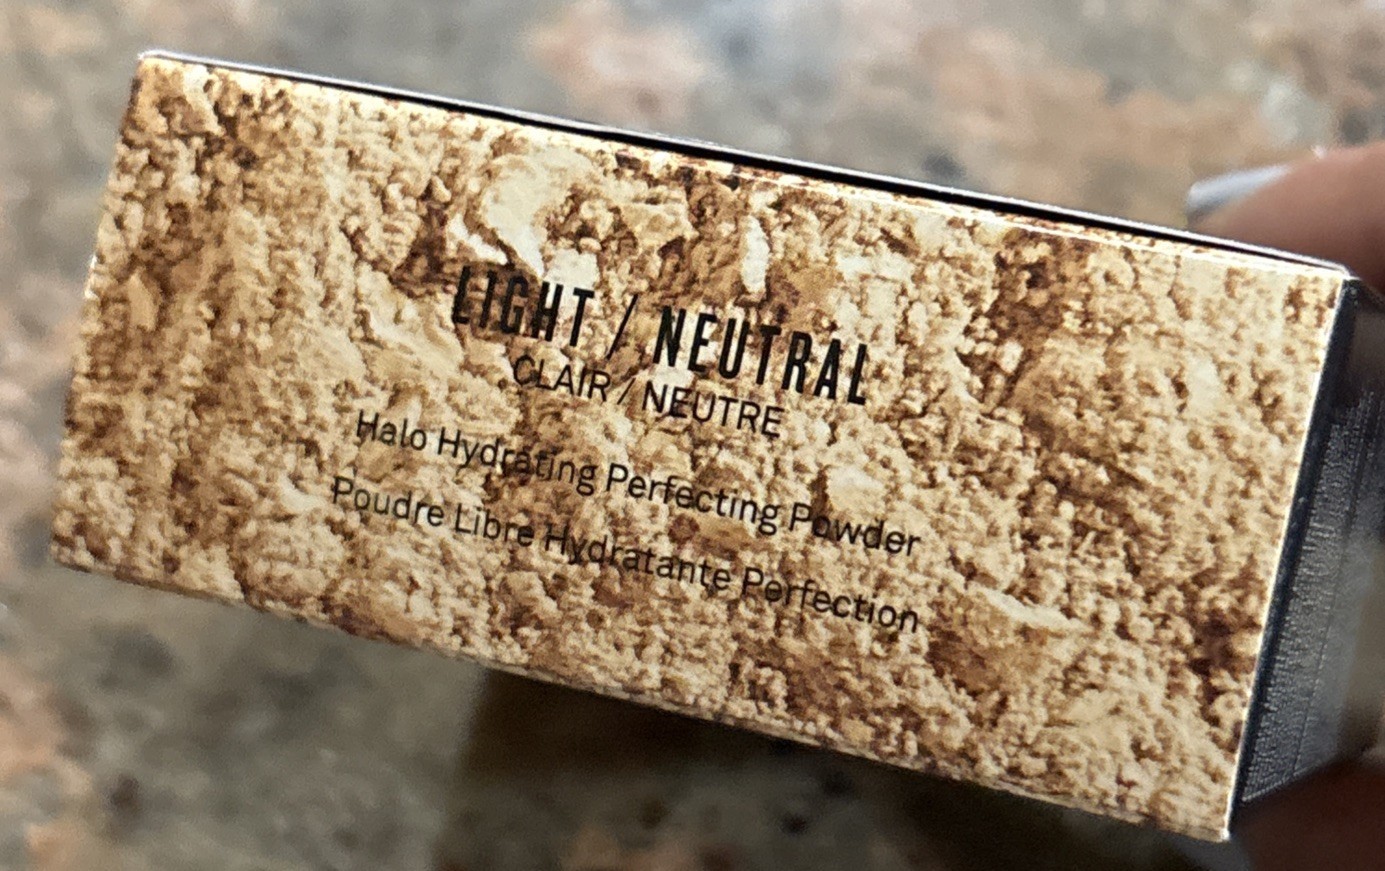 LIGHT / NEUTRAL
CLAIR / NEUTRE
Halo Hydrating Perfecting Powder
Poudre Libre Hydratante Perfection